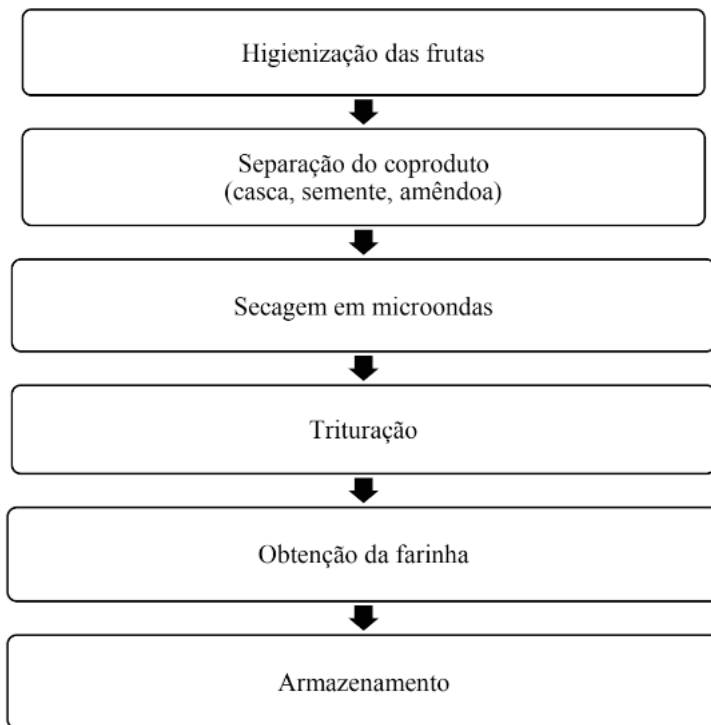 Higienização das frutas
Separação do coproduto
(casca, semente, amêndoa)
Secagem em microondas
Trituração
Obtenção da farinha
Armazenamento